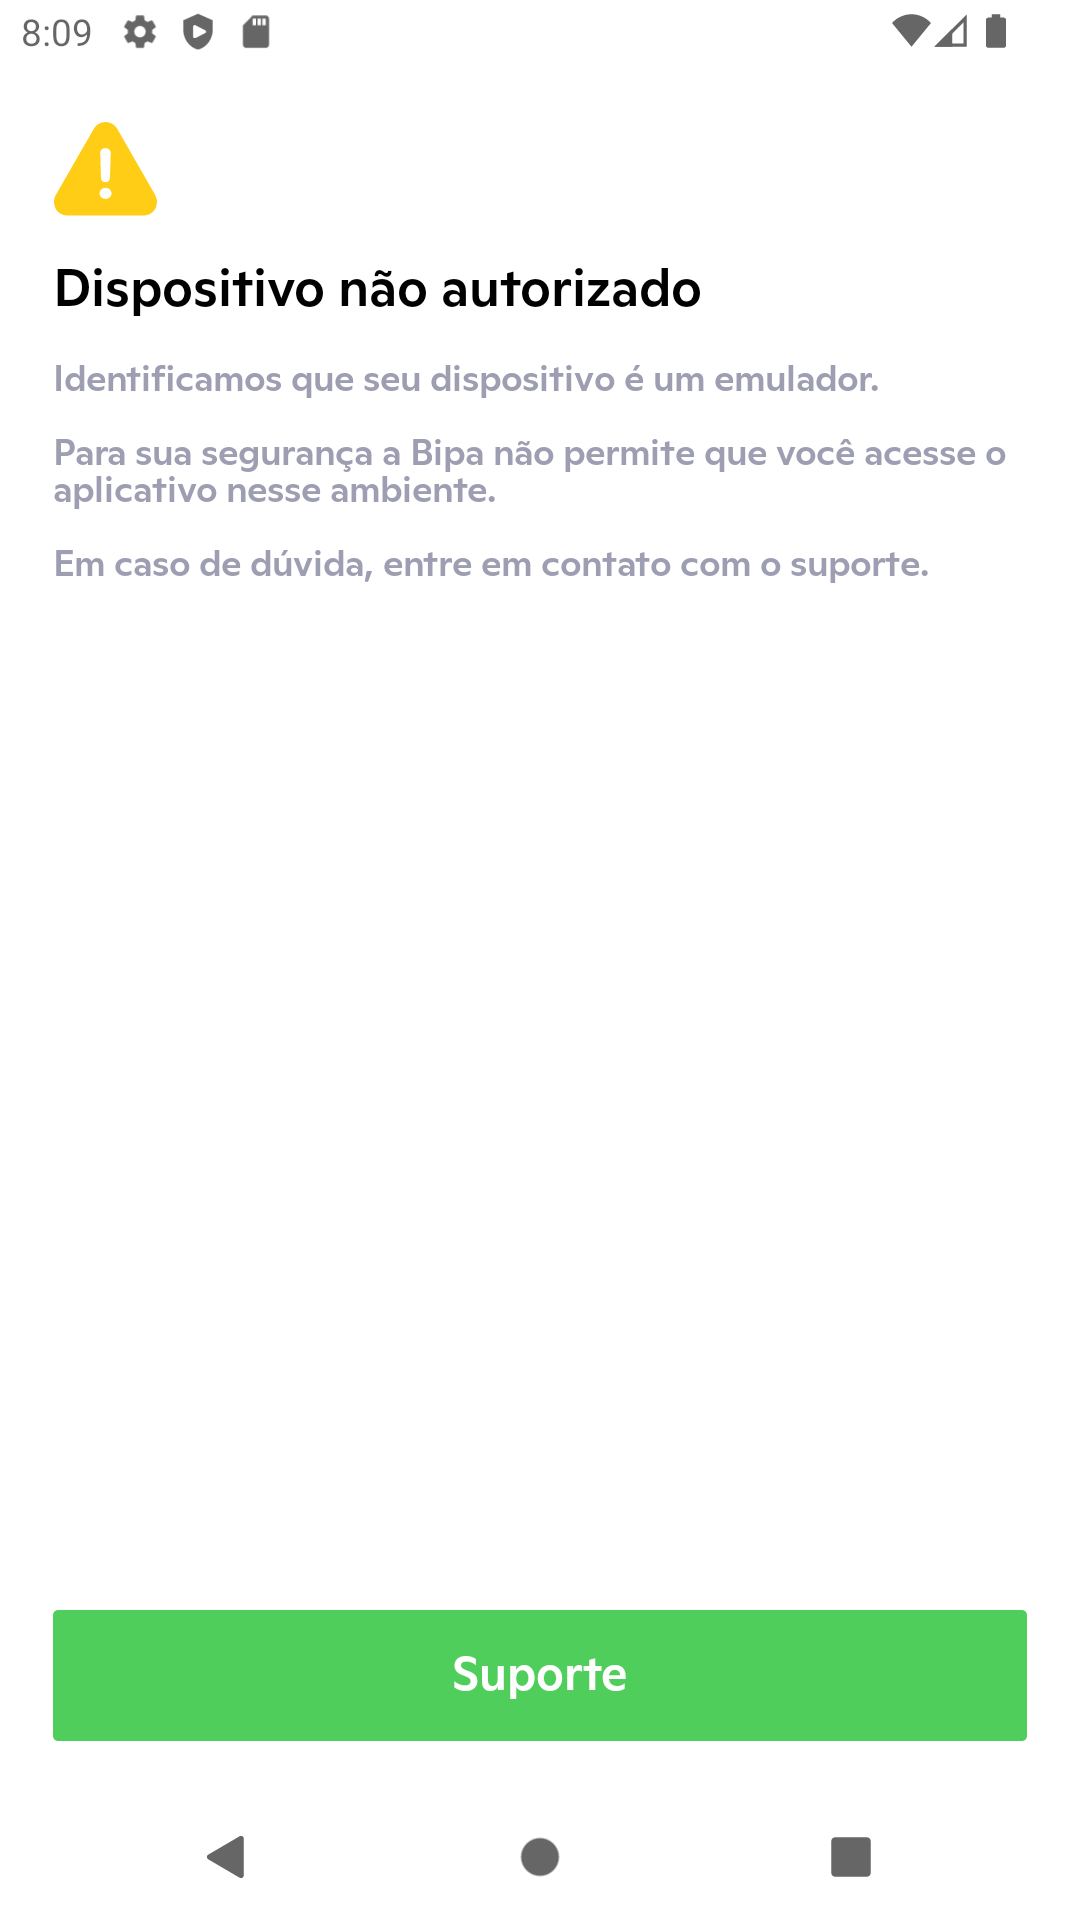 8:09
Dispositivo não autorizado
Identificamos que seu dispositivo é um emulador.
Para sua segurança a Bipa não permite que você acesse o
aplicativo nesse ambiente.
Em caso de dúvida, entre em contato com o suporte.
Suporte